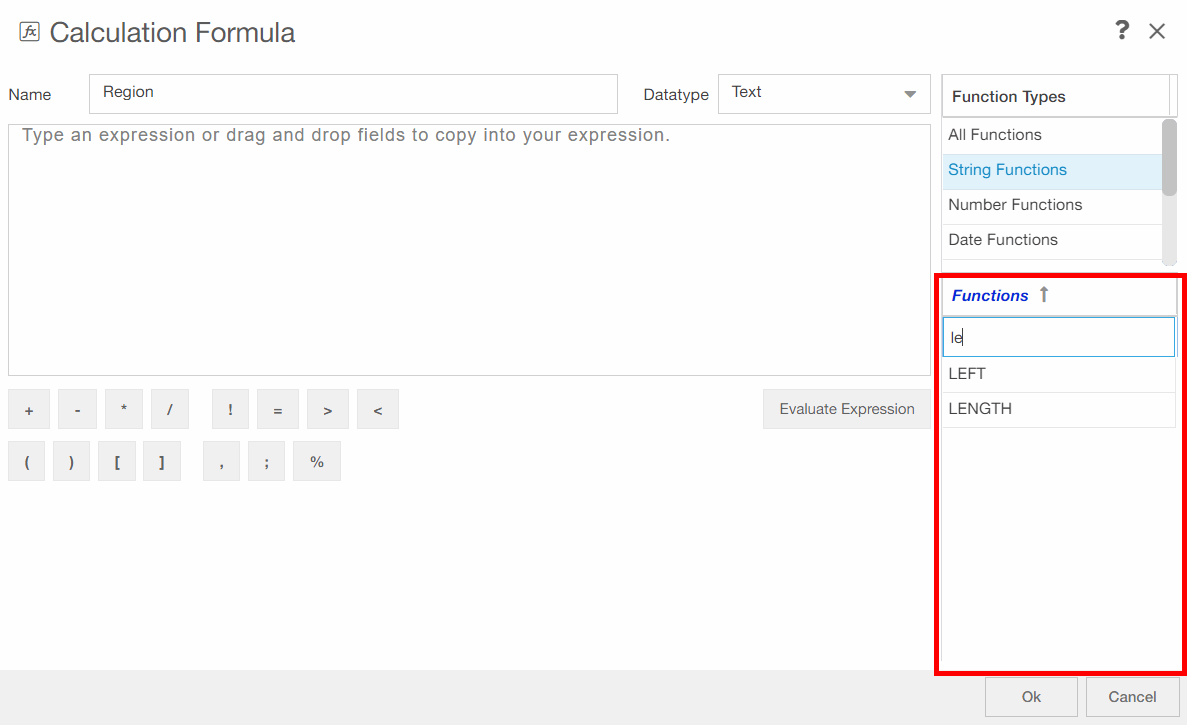 fx Calculation Formula ?
Name Region Datatype Text
Type an expression or drag and drop fields to copy into your expression.
+ - * / ! = > <
Evaluate Expression
( ) [ ] , ; %
Function Types
All Functions
String Functions
Number Functions
Date Functions
Functions
le
LEFT
LENGTH
Ok Cancel